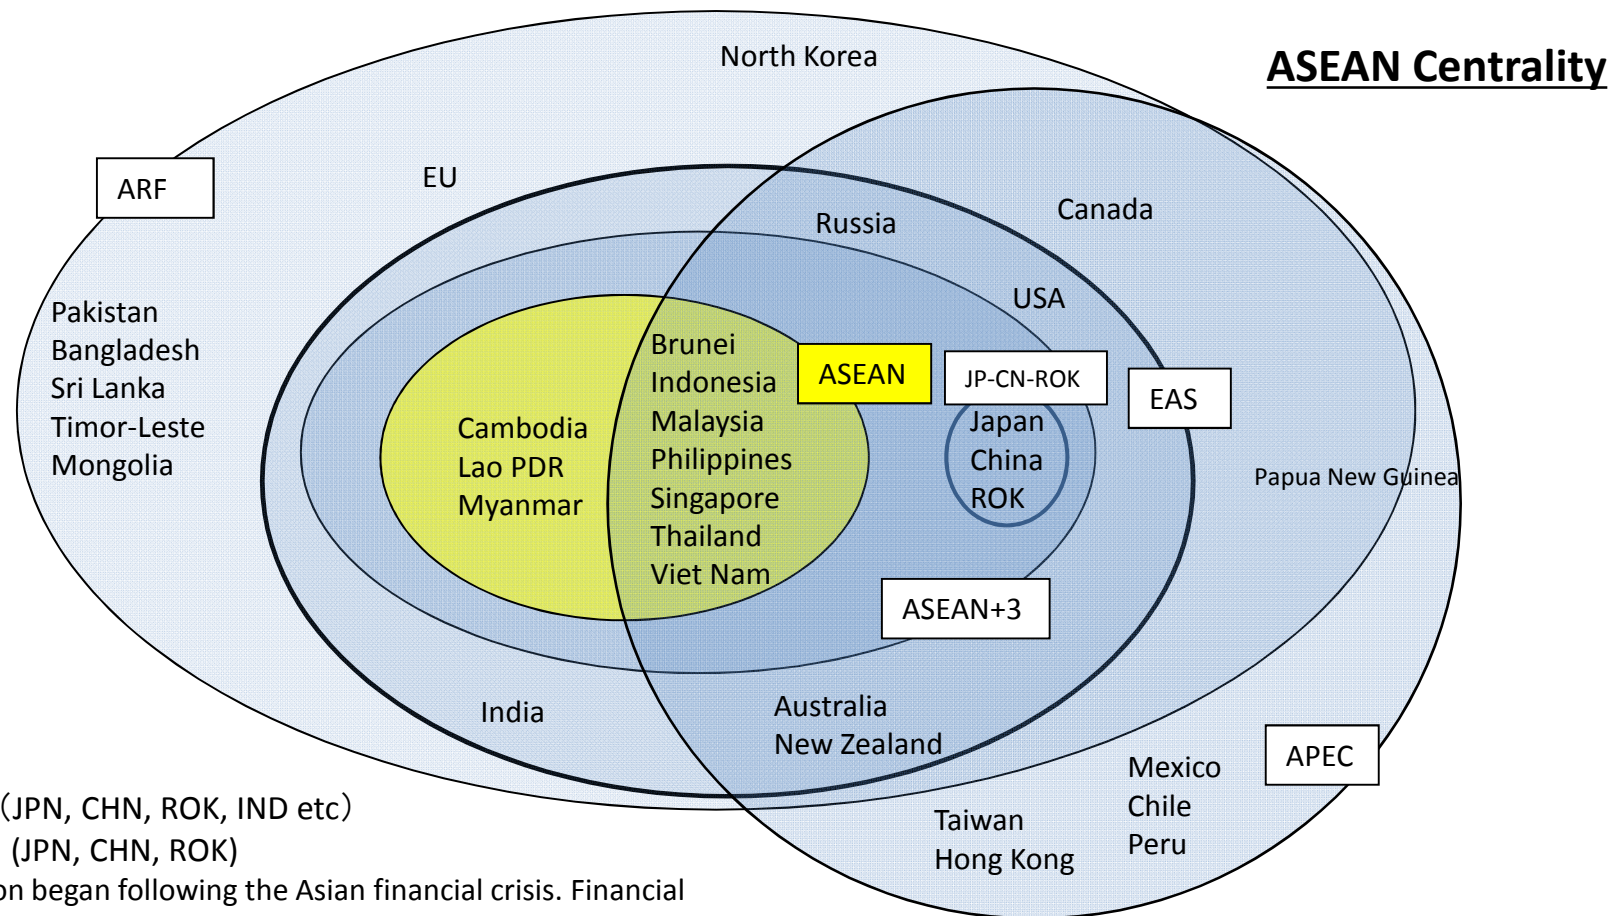 North Korea
ASEAN Centrality
ARF
EU
Canada
Russia
USA
Pakistan
Bangladesh
Sri Lanka
Timor-Leste
Mongolia
Brunei
Indonesia
Malaysia
Philippines
Singapore
Thailand
Viet Nam
ASEAN
JP-CN-ROK
EAS
Cambodia
Lao PDR
Myanmar
Japan
China
ROK
Papua New Guinea
ASEAN+3
India
Australia
New Zealand
APEC
Mexico
Chile
Peru
Taiwan
Hong Kong
（JPN, CHN, ROK, IND etc）
(JPN, CHN, ROK)
on began following the Asian financial crisis. Financial